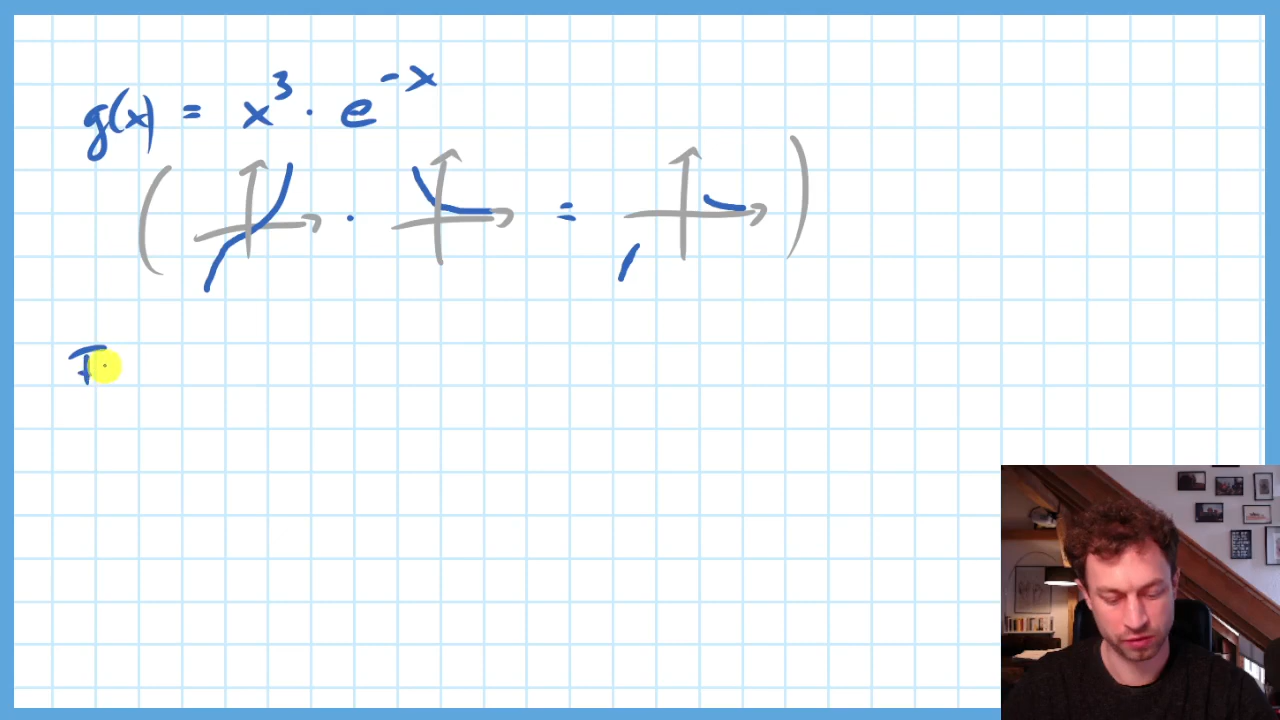 g(x) = x³ · e⁻ˣ
( · = )